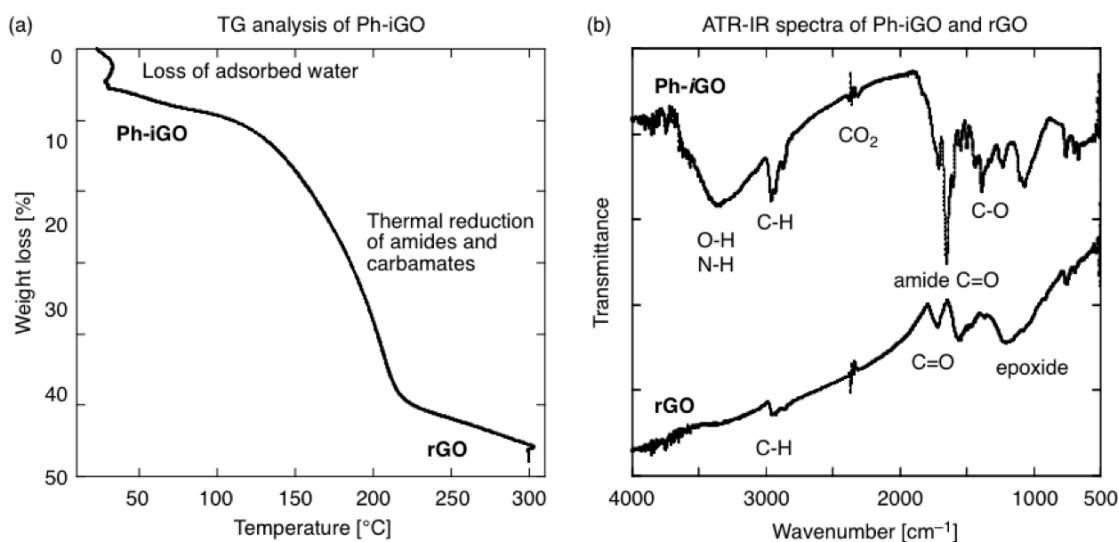 (a) TG analysis of Ph-iGO
0
10
20
30
40
50
Weight loss [%]
Loss of adsorbed water
Ph-iGO
Thermal reduction
of amides and
carbamates
rGO
50 100 150 200 250 300
Temperature [°C]
(b) ATR-IR spectra of Ph-iGO and rGO
Transmittance
Ph-iGO
CO₂
C-H
O-H
N-H
C-O
amide C=O
C=O
epoxide
rGO
C-H
4000 3000 2000 1000 500
Wavenumber [cm⁻¹]